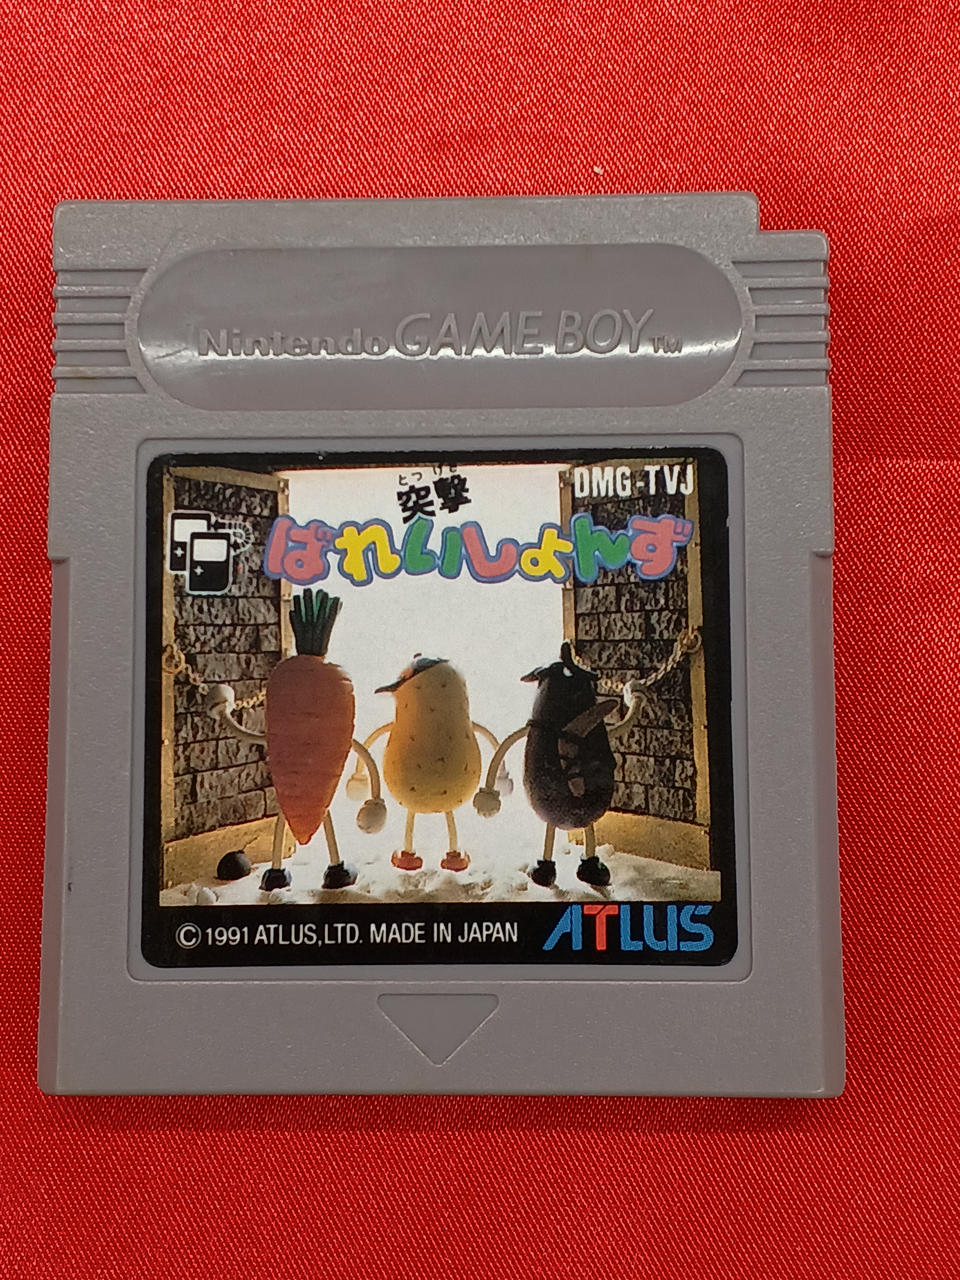 Nintendo GAME BOY TM
DMG-TVJ
とつ げき
突撃
ばれいしょんず
©1991 ATLUS,LTD. MADE IN JAPAN
ATLUS